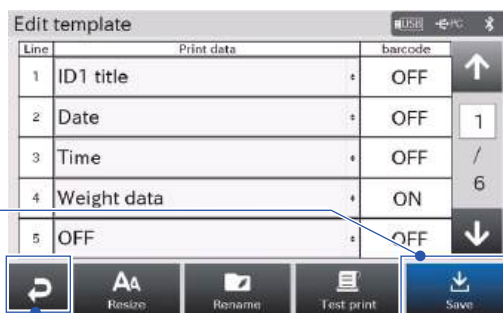 Edit template
USB PC
Line Print data barcode
1 ID1 title OFF
2 Date OFF
3 Time OFF
4 Weight data ON
5 OFF OFF
1
/
6
AA
Resize Rename Test print Save